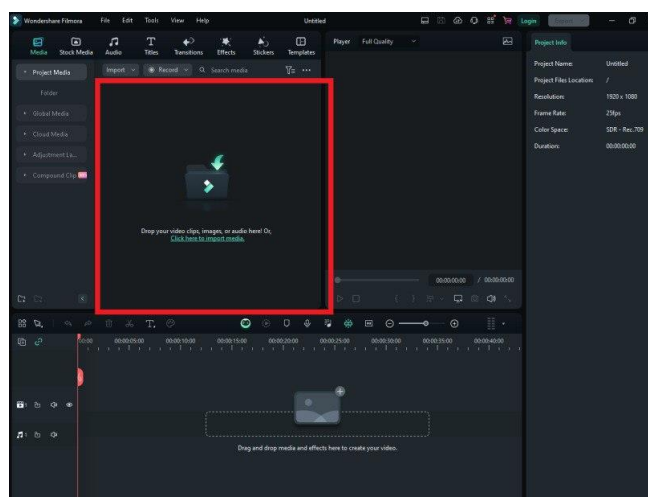 Wondershare Filmora File Edit Tools View Help Untitled Login Export
Media Stock Media Audio Titles Transitions Effects Stickers Templates
Player Full Quality
Project Info
Project Media
Import Record Search media
Folder
Global Media
Cloud Media
Adjustment La...
Compound Clip
Drop your video clips, images, or audio here! Or,
Click here to import media.
Project Name: Untitled
Project Files Location: /
Resolution: 1920 x 1080
Frame Rate: 25fps
Color Space: SDR - Rec.709
Duration: 00:00:00:00
00:00:00:00 / 00:00:00:00
00:00 00:00:05:00 00:00:10:00 00:00:15:00 00:00:20:00 00:00:25:00 00:00:30:00 00:00:35:00 00:00:40:00
1
1
Drag and drop media and effects here to create your video.